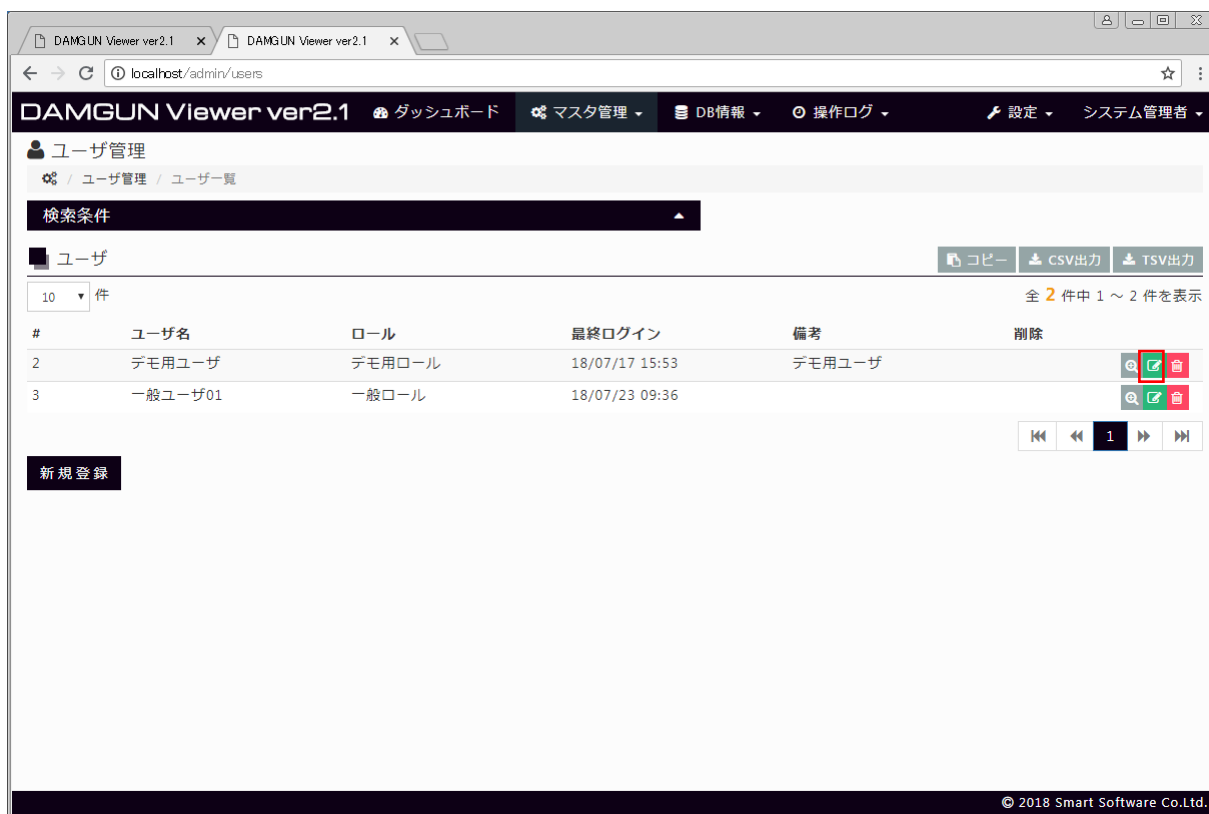 DAMGUN Viewer ver2.1 DAMGUN Viewer ver2.1
localhost/admin/users
DAMGUN Viewer ver2.1 ダッシュボード マスタ管理 DB情報 操作ログ 設定 システム管理者
ユーザ管理
/ ユーザ管理 / ユーザ一覧
検索条件
ユーザ コピー CSV出力 TSV出力
10 件 全 2 件中 1 ～ 2 件を表示
# ユーザ名 ロール 最終ログイン 備考 削除
2 デモ用ユーザ デモ用ロール 18/07/17 15:53 デモ用ユーザ
3 一般ユーザ01 一般ロール 18/07/23 09:36
1
新規登録
© 2018 Smart Software Co.Ltd.